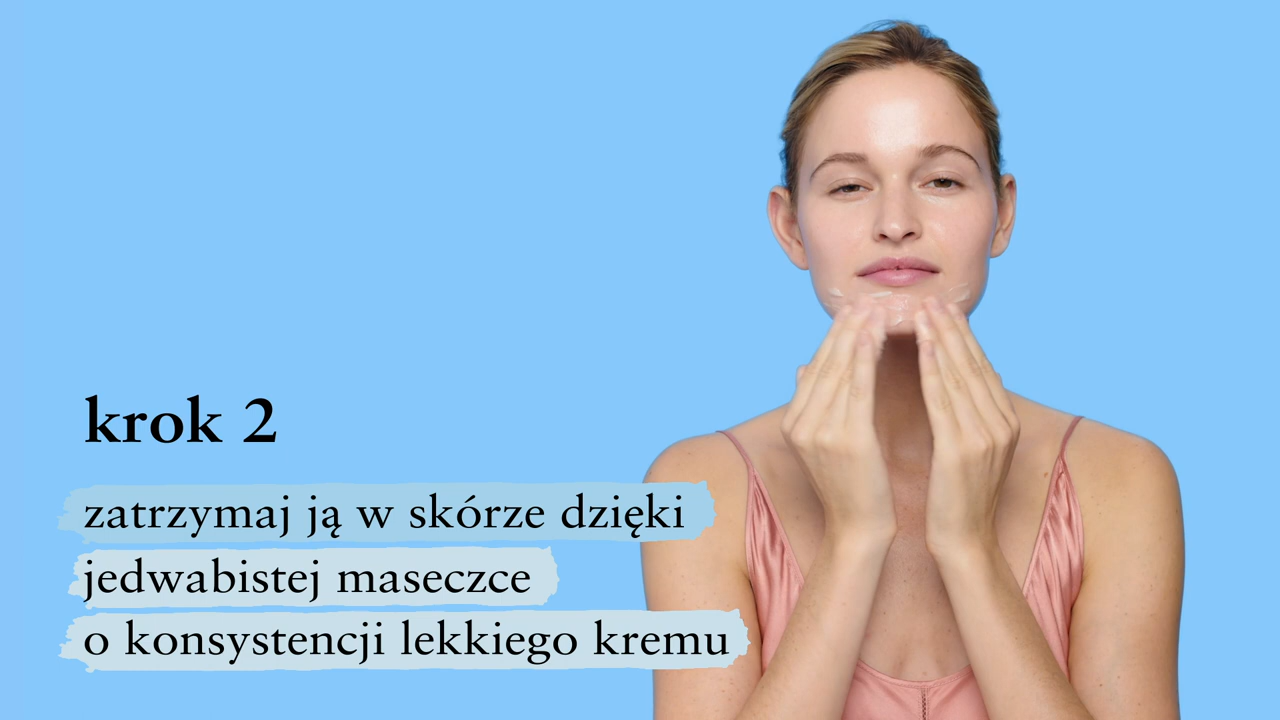 krok 2
zatrzymaj ją w skórze dzięki
jedwabistej maseczce
o konsystencji lekkiego kremu